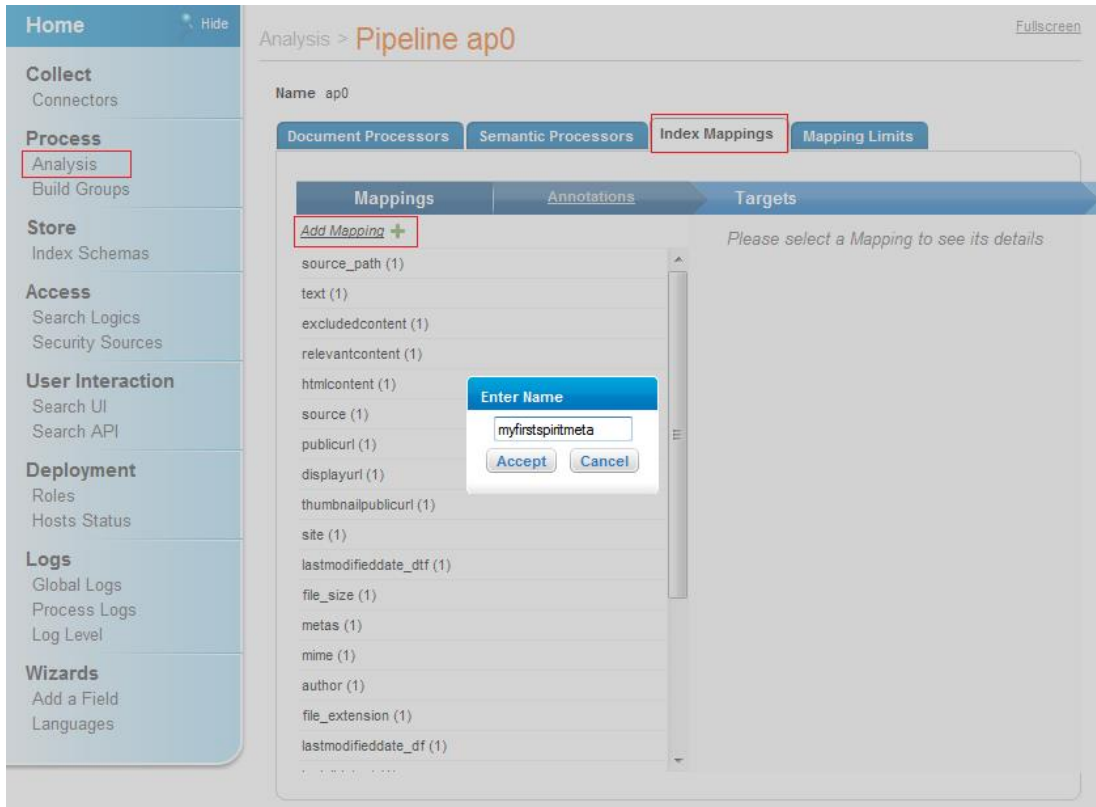 Home
Hide
Collect
Connectors
Process
Analysis
Build Groups
Store
Index Schemas
Access
Search Logics
Security Sources
User Interaction
Search UI
Search API
Deployment
Roles
Hosts Status
Logs
Global Logs
Process Logs
Log Level
Wizards
Add a Field
Languages
Analysis > Pipeline ap0
Fullscreen
Name ap0
Document Processors
Semantic Processors
Index Mappings
Mapping Limits
Mappings
Annotations
Targets
Add Mapping
Please select a Mapping to see its details
source_path (1)
text (1)
excludedcontent (1)
relevantcontent (1)
htmlcontent (1)
source (1)
publicurl (1)
displayurl (1)
thumbnailpublicurl (1)
site (1)
lastmodifieddate_dtf (1)
file_size (1)
metas (1)
mime (1)
author (1)
file_extension (1)
lastmodifieddate_df (1)
Enter Name
myfirstspiritmeta
Accept
Cancel